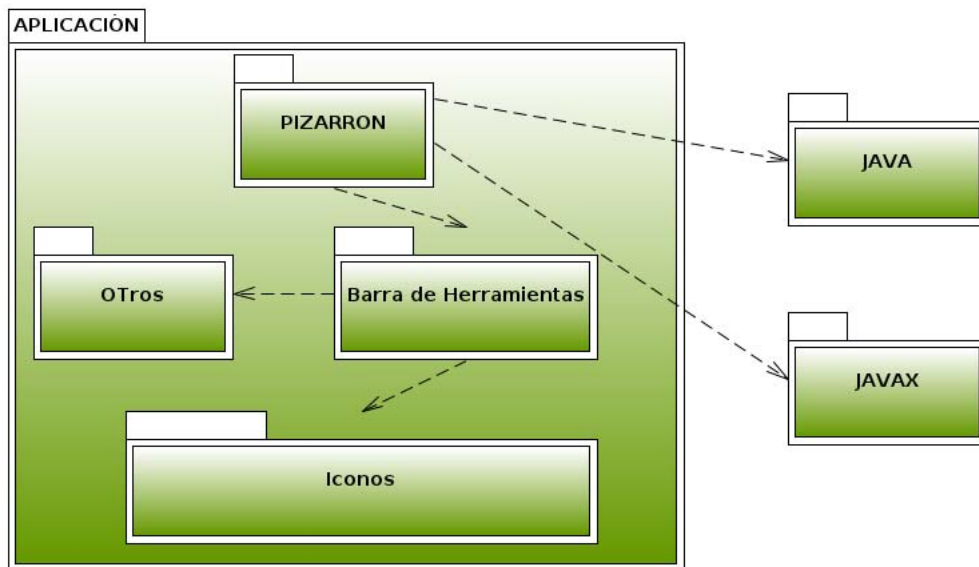 APLICACIÓN
PIZARRON
JAVA
OTros
Barra de Herramientas
JAVAX
Iconos